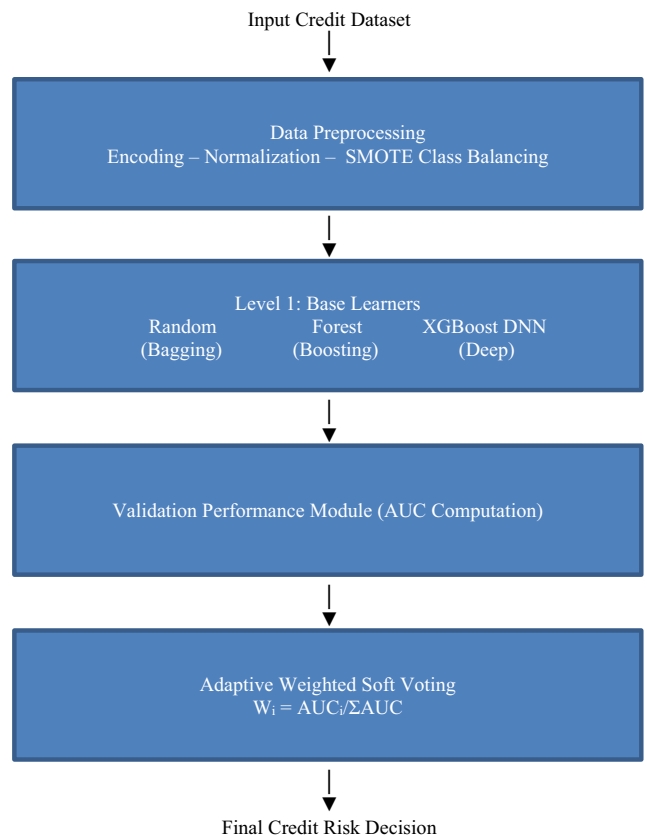 Input Credit Dataset
Data Preprocessing
Encoding – Normalization – SMOTE Class Balancing
Level 1: Base Learners
Random Forest XGBoost DNN
(Bagging) (Boosting) (Deep)
Validation Performance Module (AUC Computation)
Adaptive Weighted Soft Voting
Wᵢ = AUCᵢ/ΣAUC
Final Credit Risk Decision